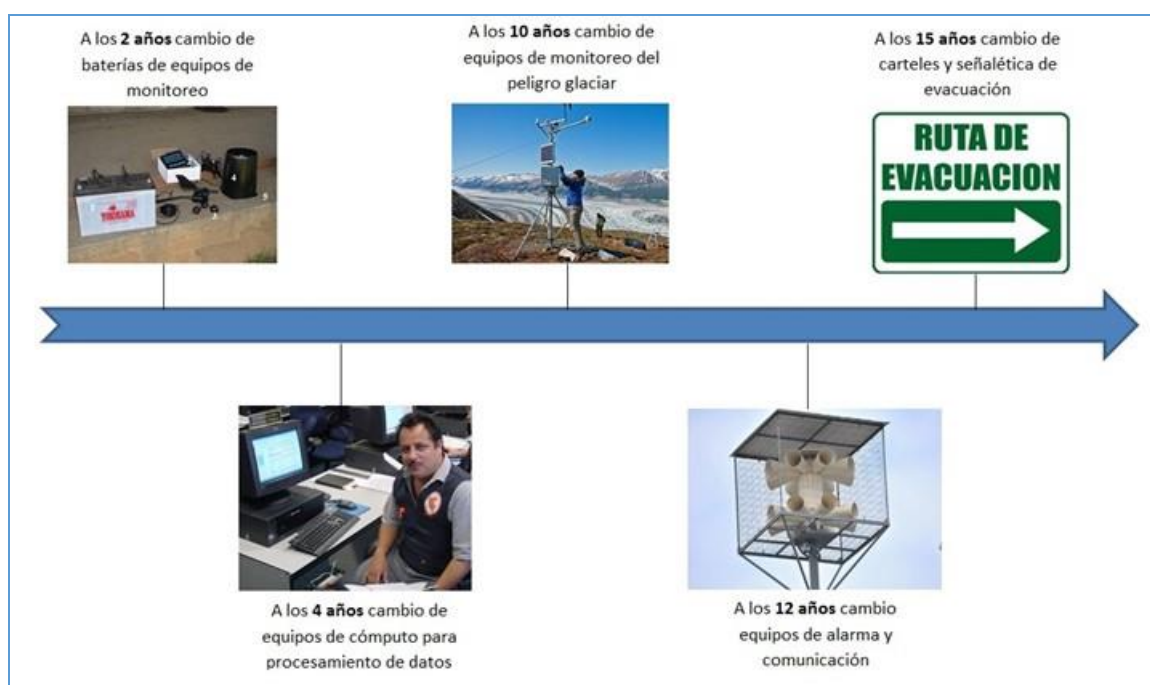 A los 2 años cambio de
baterías de equipos de
monitoreo
A los 10 años cambio de
equipos de monitoreo del
peligro glaciar
A los 15 años cambio de
carteles y señalética de
evacuación
4
RUTA DE
EVACUACION
A los 4 años cambio de
equipos de cómputo para
procesamiento de datos
A los 12 años cambio
equipos de alarma y
comunicación